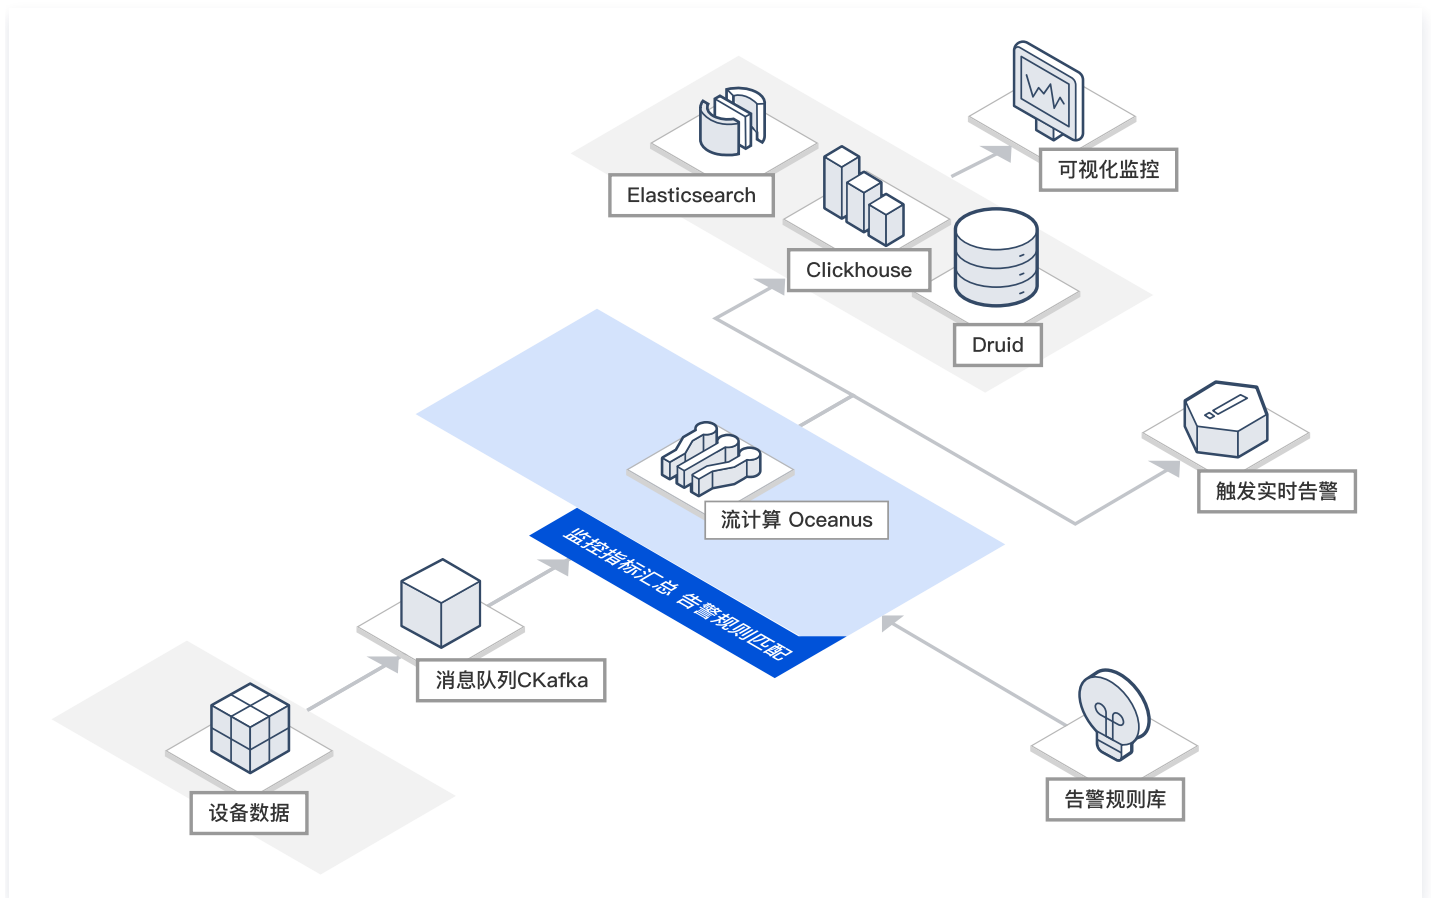 可视化监控
Elasticsearch
Clickhouse
Druid
触发实时告警
流计算 Oceanus
监控指标汇总 告警规则匹配
消息队列CKafka
告警规则库
设备数据